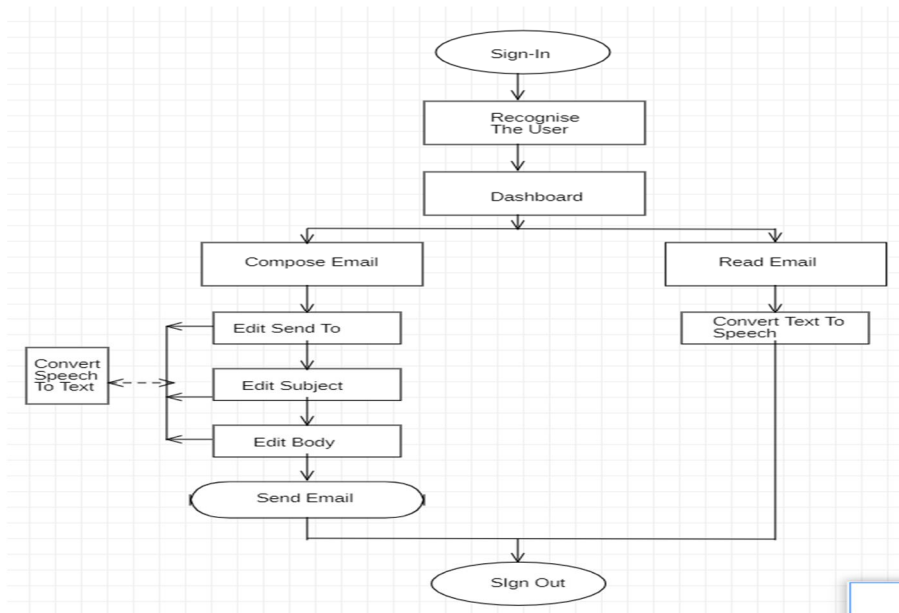 Sign-In
Recognise
The User
Dashboard
Compose Email
Read Email
Edit Send To
Convert Text To
Speech
Convert
Speech
To Text
Edit Subject
Edit Body
Send Email
SIgn Out